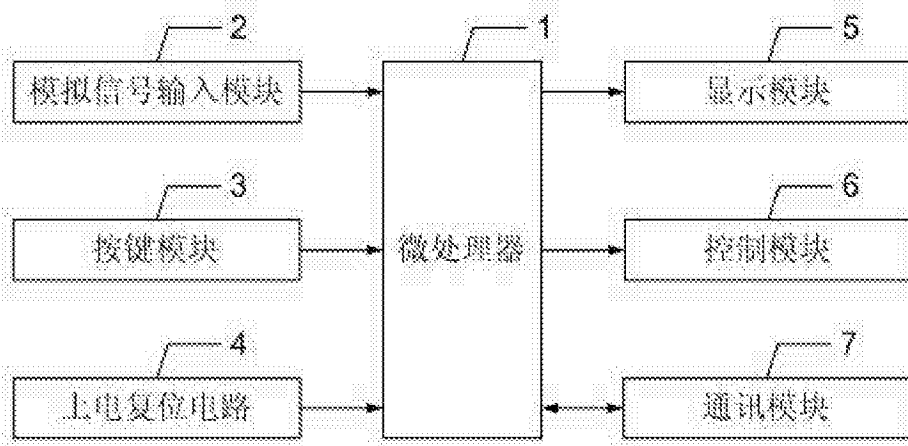 2
模拟信号输入模块
3
按键模块
4
上电复位电路
1
微处理器
5
显示模块
6
控制模块
7
通讯模块